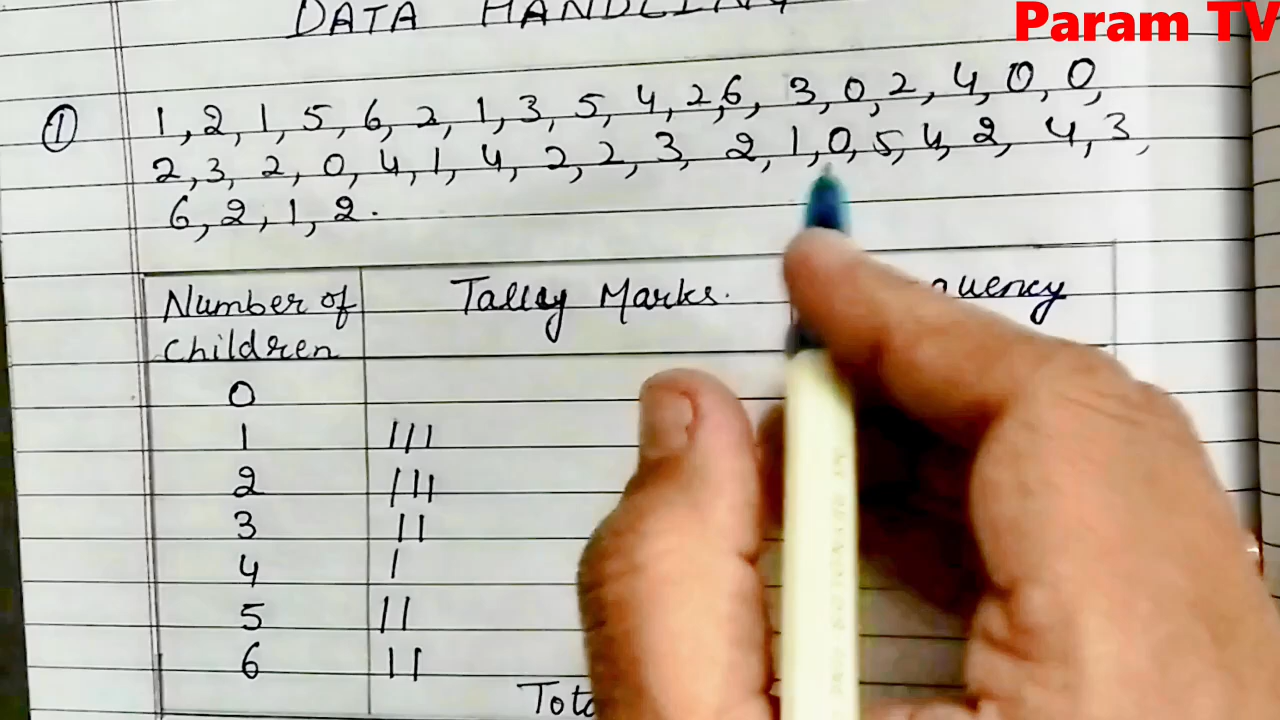 DATA HANDLING
Param TV
① 1, 2, 1, 5, 6, 2, 1, 3, 5, 4, 2, 6, 3, 0, 2, 4, 0, 0,
2, 3, 2, 0, 4, 1, 4, 2, 2, 3, 2, 1, 0, 5, 4, 2, 4, 3,
6, 2, 1, 2.
Number of Children Tally Marks.
0
1 |||
2 |||
3 ||
4 |
5 ||
6 ||